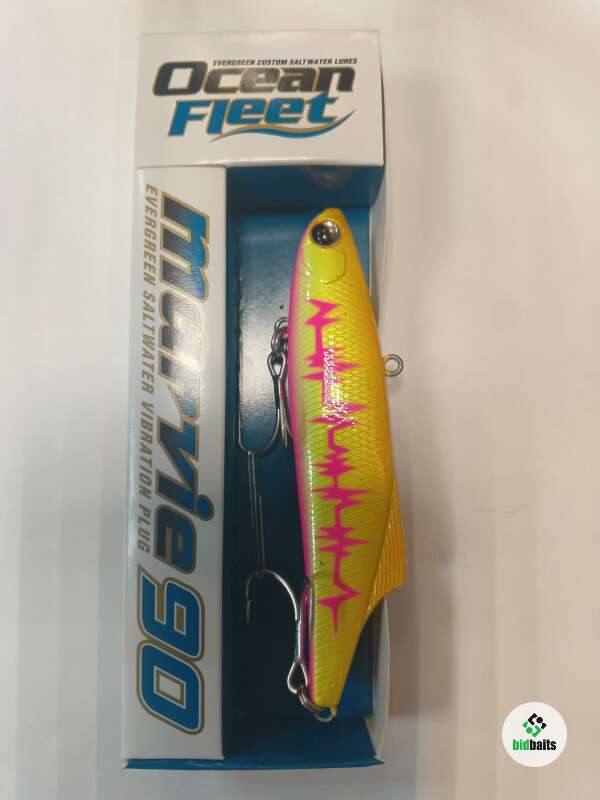 EVERGREEN CUSTOM SALTWATER LURES
Ocean
Fleet
marvie 90
EVERGREEN SALTWATER VIBRATION PLUG
bidbaits